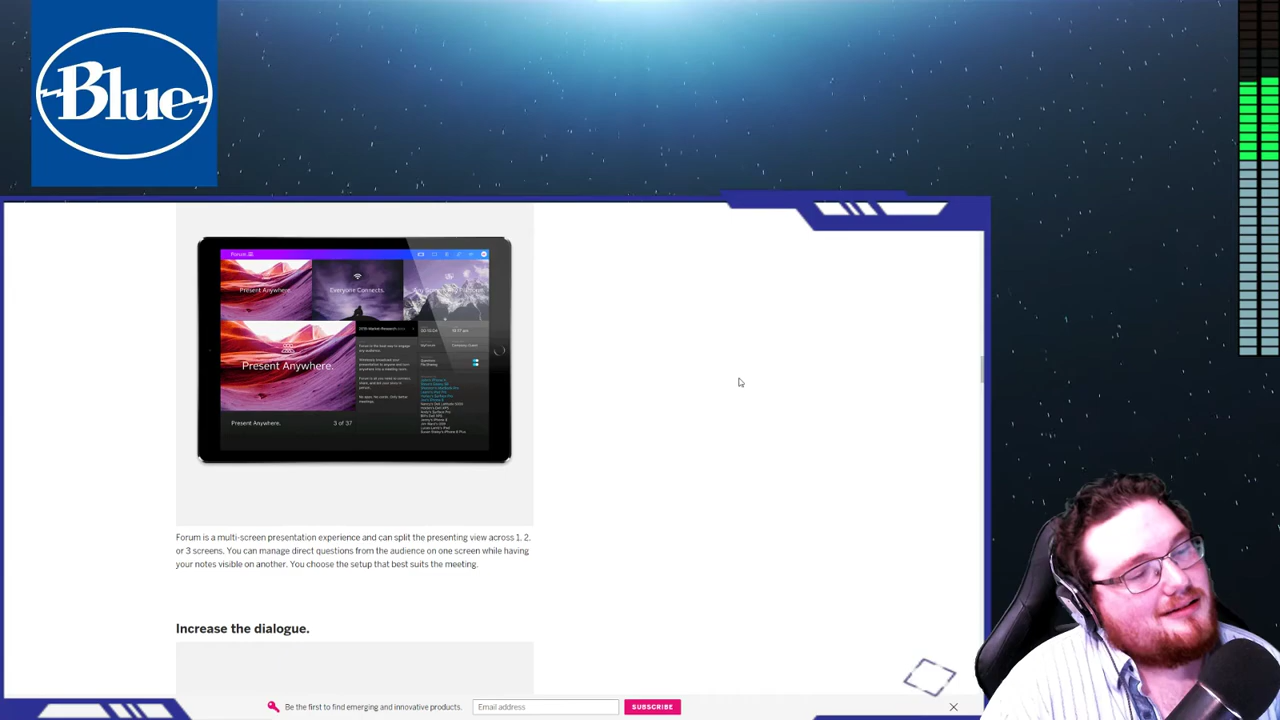 Blue
Forum
Present Anywhere.
Everyone Connects.
Present Anywhere.
Present Anywhere.
3 of 37
Forum is a multi-screen presentation experience and can split the presenting view across 1, 2,
or 3 screens. You can manage direct questions from the audience on one screen while having
your notes visible on another. You choose the setup that best suits the meeting.
Increase the dialogue.
Be the first to find emerging and innovative products.
Email address
SUBSCRIBE